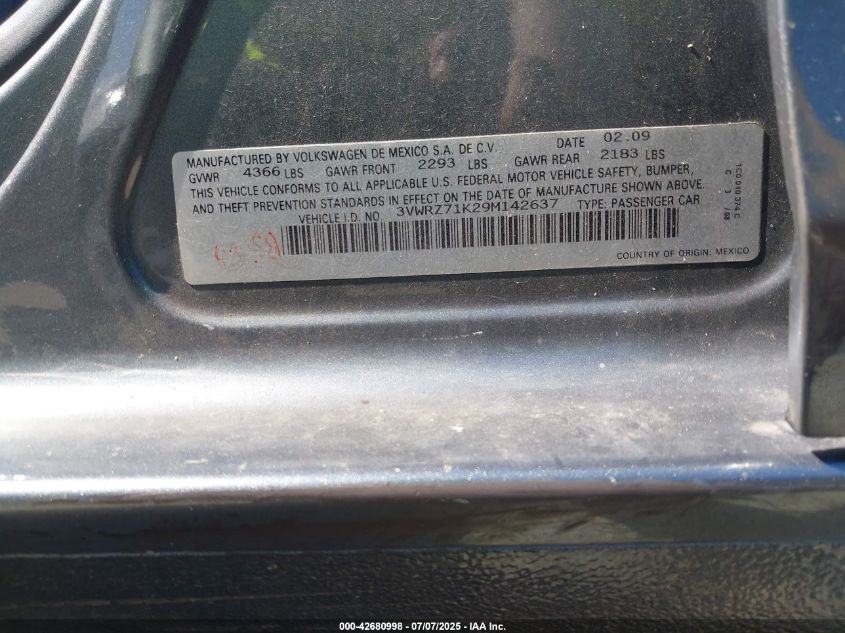 MANUFACTURED BY VOLKSWAGEN DE MEXICO S.A. DE C.V. DATE 02.09
GVWR 4366 LBS GAWR FRONT 2293 LBS GAWR REAR 2183 LBS
THIS VEHICLE CONFORMS TO ALL APPLICABLE U.S. FEDERAL MOTOR VEHICLE SAFETY, BUMPER,
AND THEFT PREVENTION STANDARDS IN EFFECT ON THE DATE OF MANUFACTURE SHOWN ABOVE.
VEHICLE I.D. NO. 3VWRZ71K29M142637 TYPE: PASSENGER CAR
COUNTRY OF ORIGIN: MEXICO
1C0 010 374 C
000-42680998 / 07/07/2025 / IAA Inc.